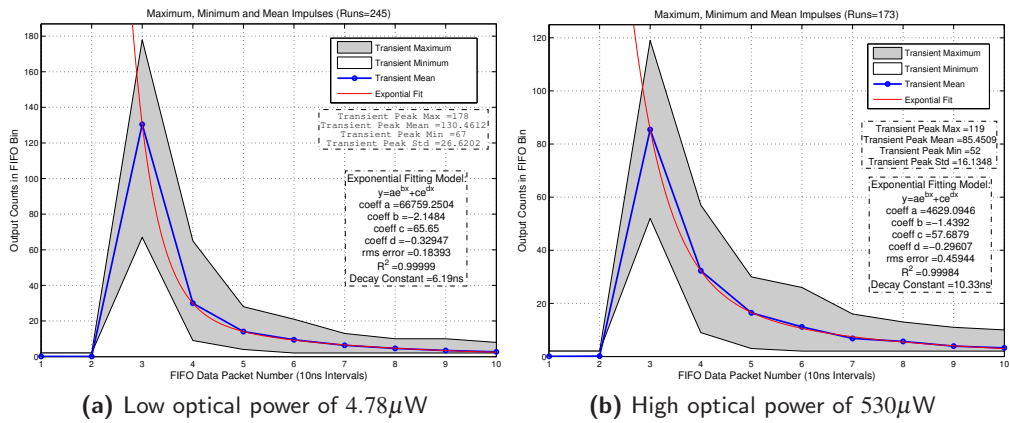 Maximum, Minimum and Mean Impulses (Runs=245)
Output Counts in FIFO Bin
180
160
140
120
100
80
60
40
20
0
1 2 3 4 5 6 7 8 9 10
FIFO Data Packet Number (10ns Intervals)
Transient Maximum
Transient Minimum
Transient Mean
Expontial Fit
Transient Peak Max =178
Transient Peak Mean =130.4612
Transient Peak Min =67
Transient Peak Std =26.6202
Exponential Fitting Model:
y=ae^bx+ce^dx
coeff a =66759.2504
coeff b =-2.1484
coeff c =65.65
coeff d =-0.32947
rms error =0.18393
R^2 =0.99999
Decay Constant =6.19ns
(a) Low optical power of 4.78μW
Maximum, Minimum and Mean Impulses (Runs=173)
Output Counts in FIFO Bin
120
100
80
60
40
20
0
1 2 3 4 5 6 7 8 9 10
FIFO Data Packet Number (10ns Intervals)
Transient Maximum
Transient Minimum
Transient Mean
Expontial Fit
Transient Peak Max =119
Transient Peak Mean =85.4509
Transient Peak Min =52
Transient Peak Std =16.1348
Exponential Fitting Model:
y=ae^bx+ce^dx
coeff a =4629.0946
coeff b =-1.4392
coeff c =57.6879
coeff d =-0.29607
rms error =0.45944
R^2 =0.99984
Decay Constant =10.33ns
(b) High optical power of 530μW